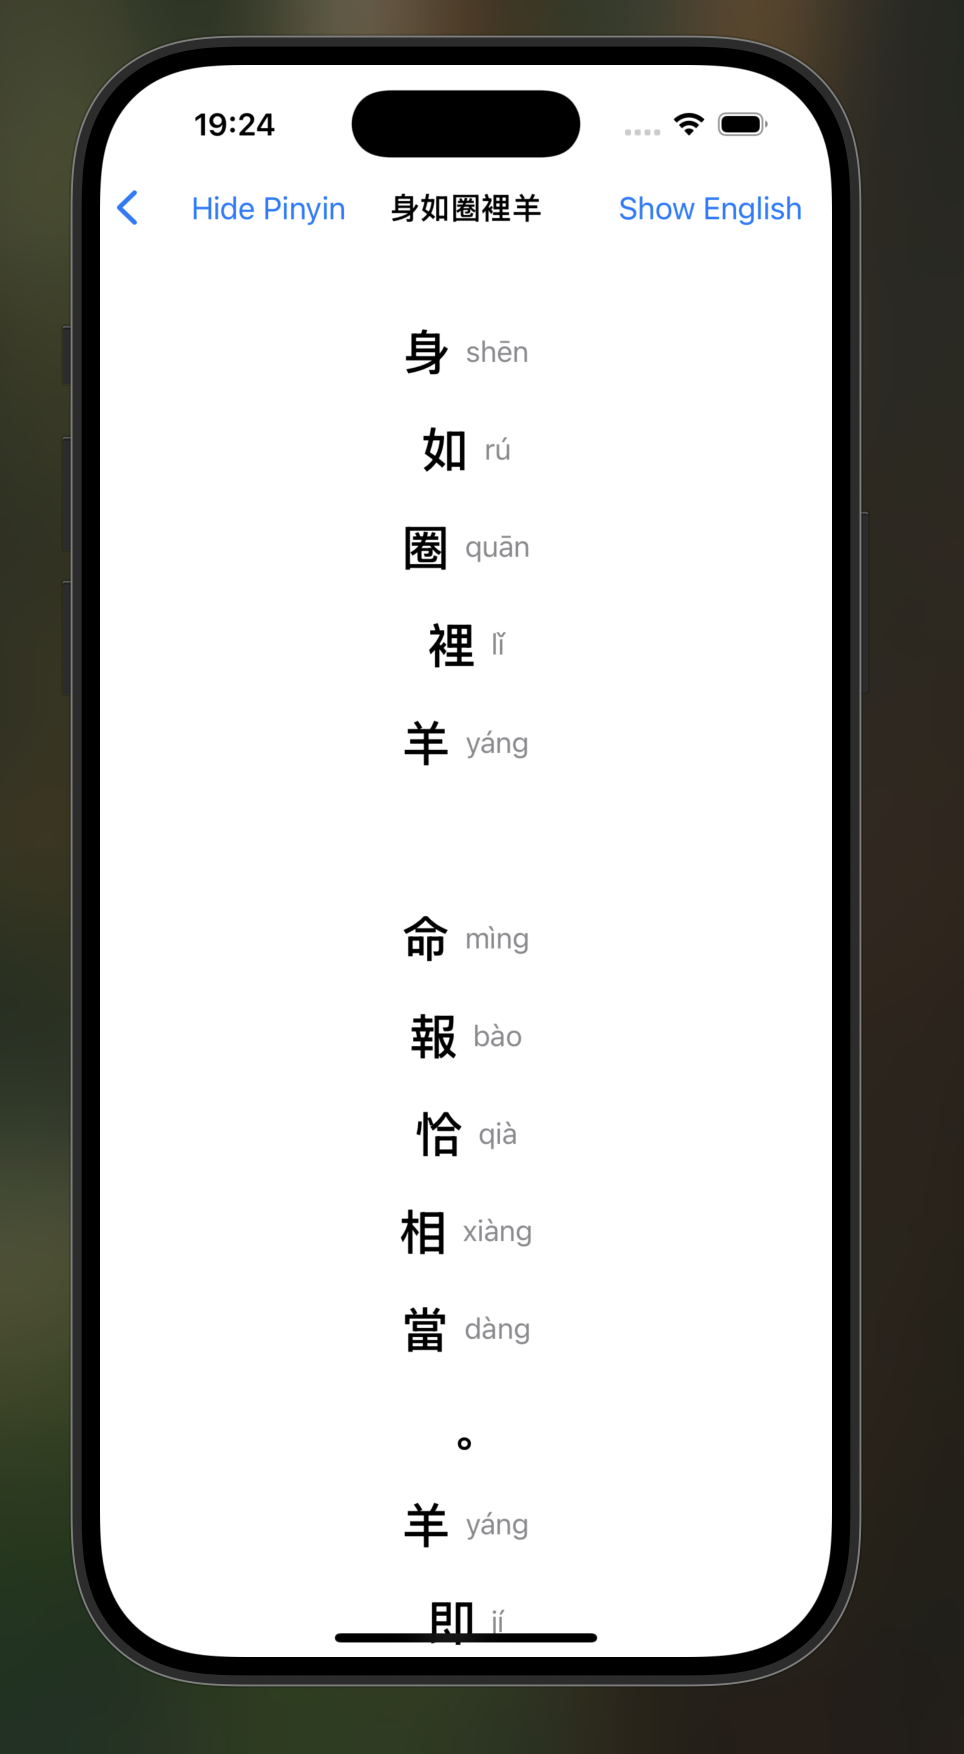 19:24
Hide Pinyin 身如圈裡羊 Show English
身 shēn
如 rú
圈 quān
裡 lǐ
羊 yáng
命 mìng
報 bào
恰 qià
相 xiàng
當 dàng
。
羊 yáng
即 jí